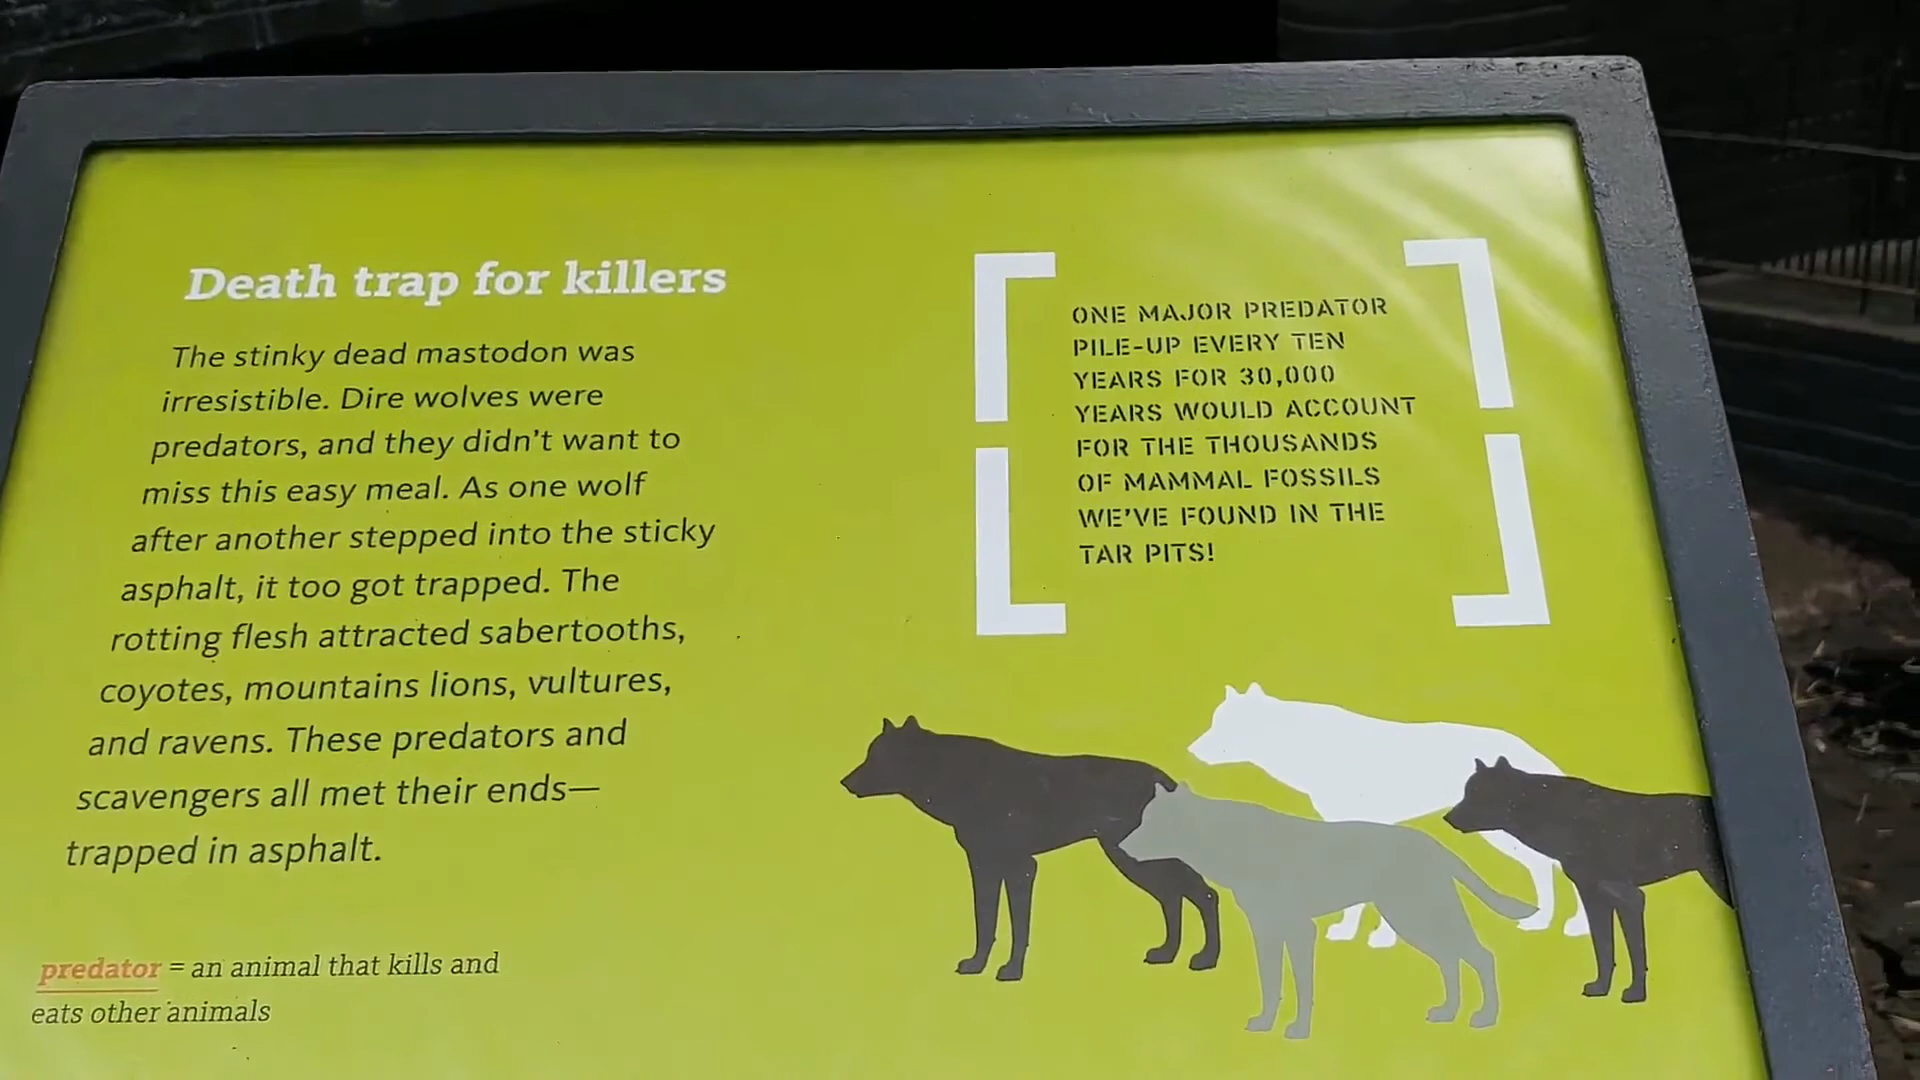 Death trap for killers
The stinky dead mastodon was
irresistible. Dire wolves were
predators, and they didn't want to
miss this easy meal. As one wolf
after another stepped into the sticky
asphalt, it too got trapped. The
rotting flesh attracted sabertooths,
coyotes, mountains lions, vultures,
and ravens. These predators and
scavengers all met their ends—
trapped in asphalt.
predator = an animal that kills and
eats other animals
ONE MAJOR PREDATOR
PILE-UP EVERY TEN
YEARS FOR 30,000
YEARS WOULD ACCOUNT
FOR THE THOUSANDS
OF MAMMAL FOSSILS
WE'VE FOUND IN THE
TAR PITS!